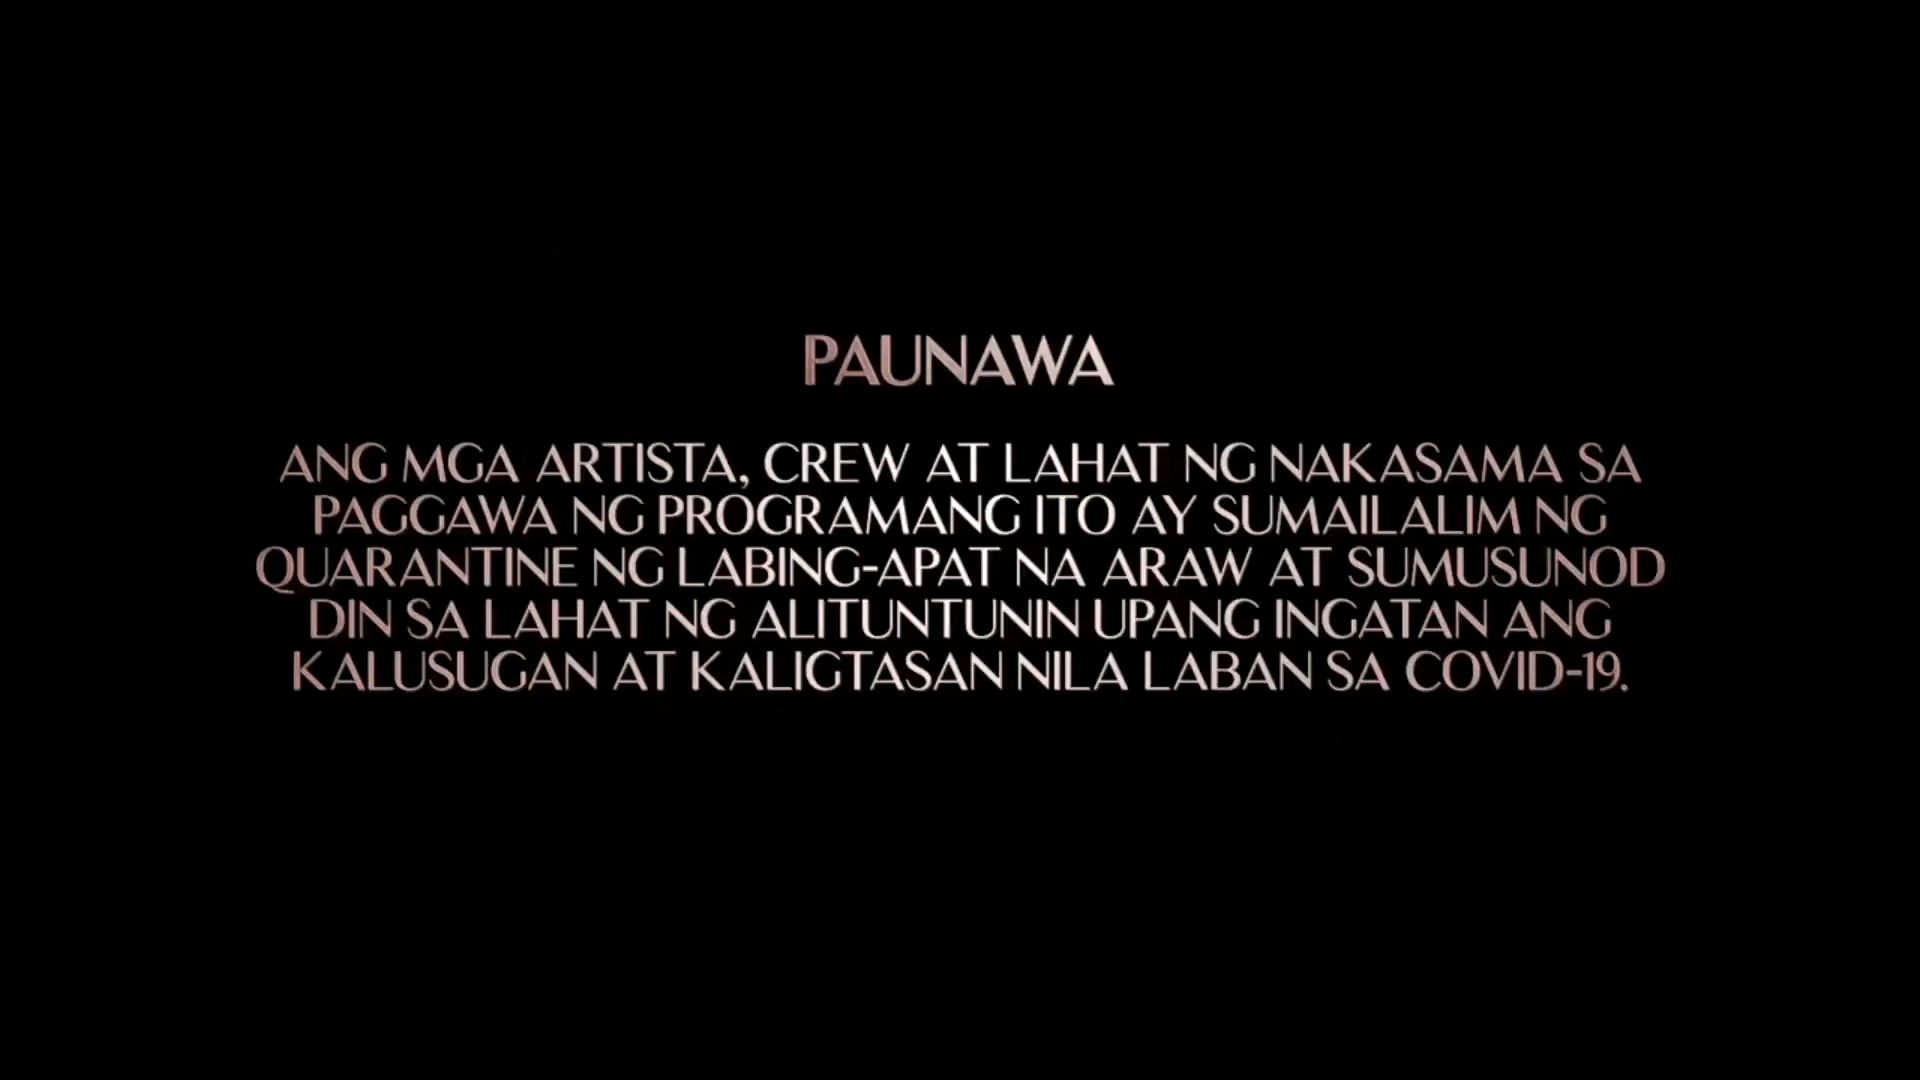 PAUNAWA
ANG MGA ARTISTA, CREW AT LAHAT NG NAKASAMA SA
PAGGAWA NG PROGRAMANG ITO AY SUMAILALIM NG
QUARANTINE NG LABING-APAT NA ARAW AT SUMUSUNOD
DIN SA LAHAT NG ALITUNTUNIN UPANG INGATAN ANG
KALUSUGAN AT KALIGTASAN NILA LABAN SA COVID-19.